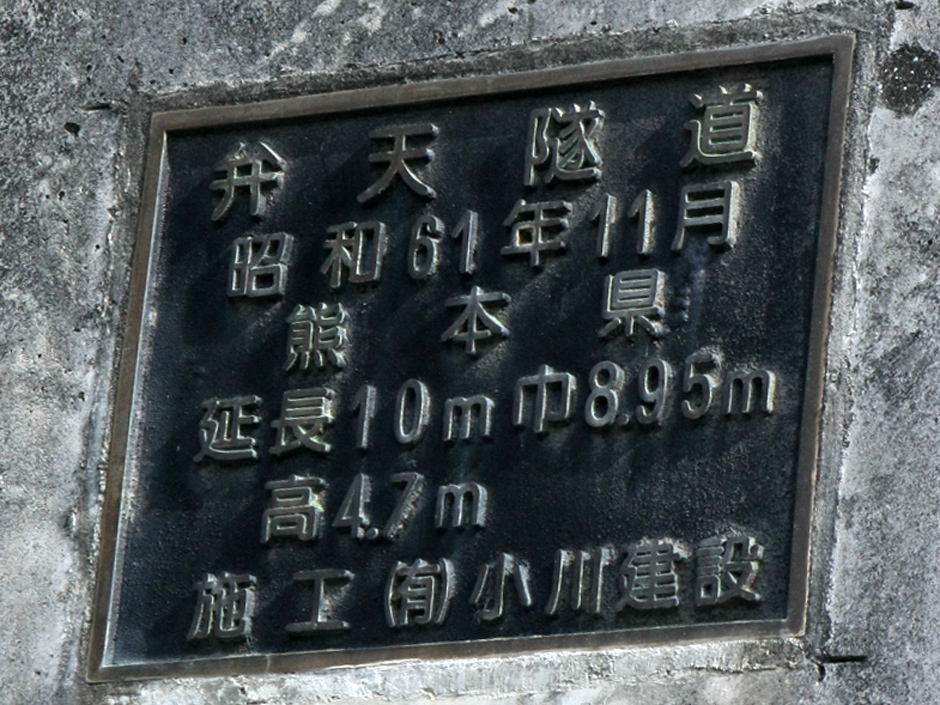 弁天隧道
昭和61年11月
熊本県
延長10m巾8.95m
高4.7m
施工(有)小川建設